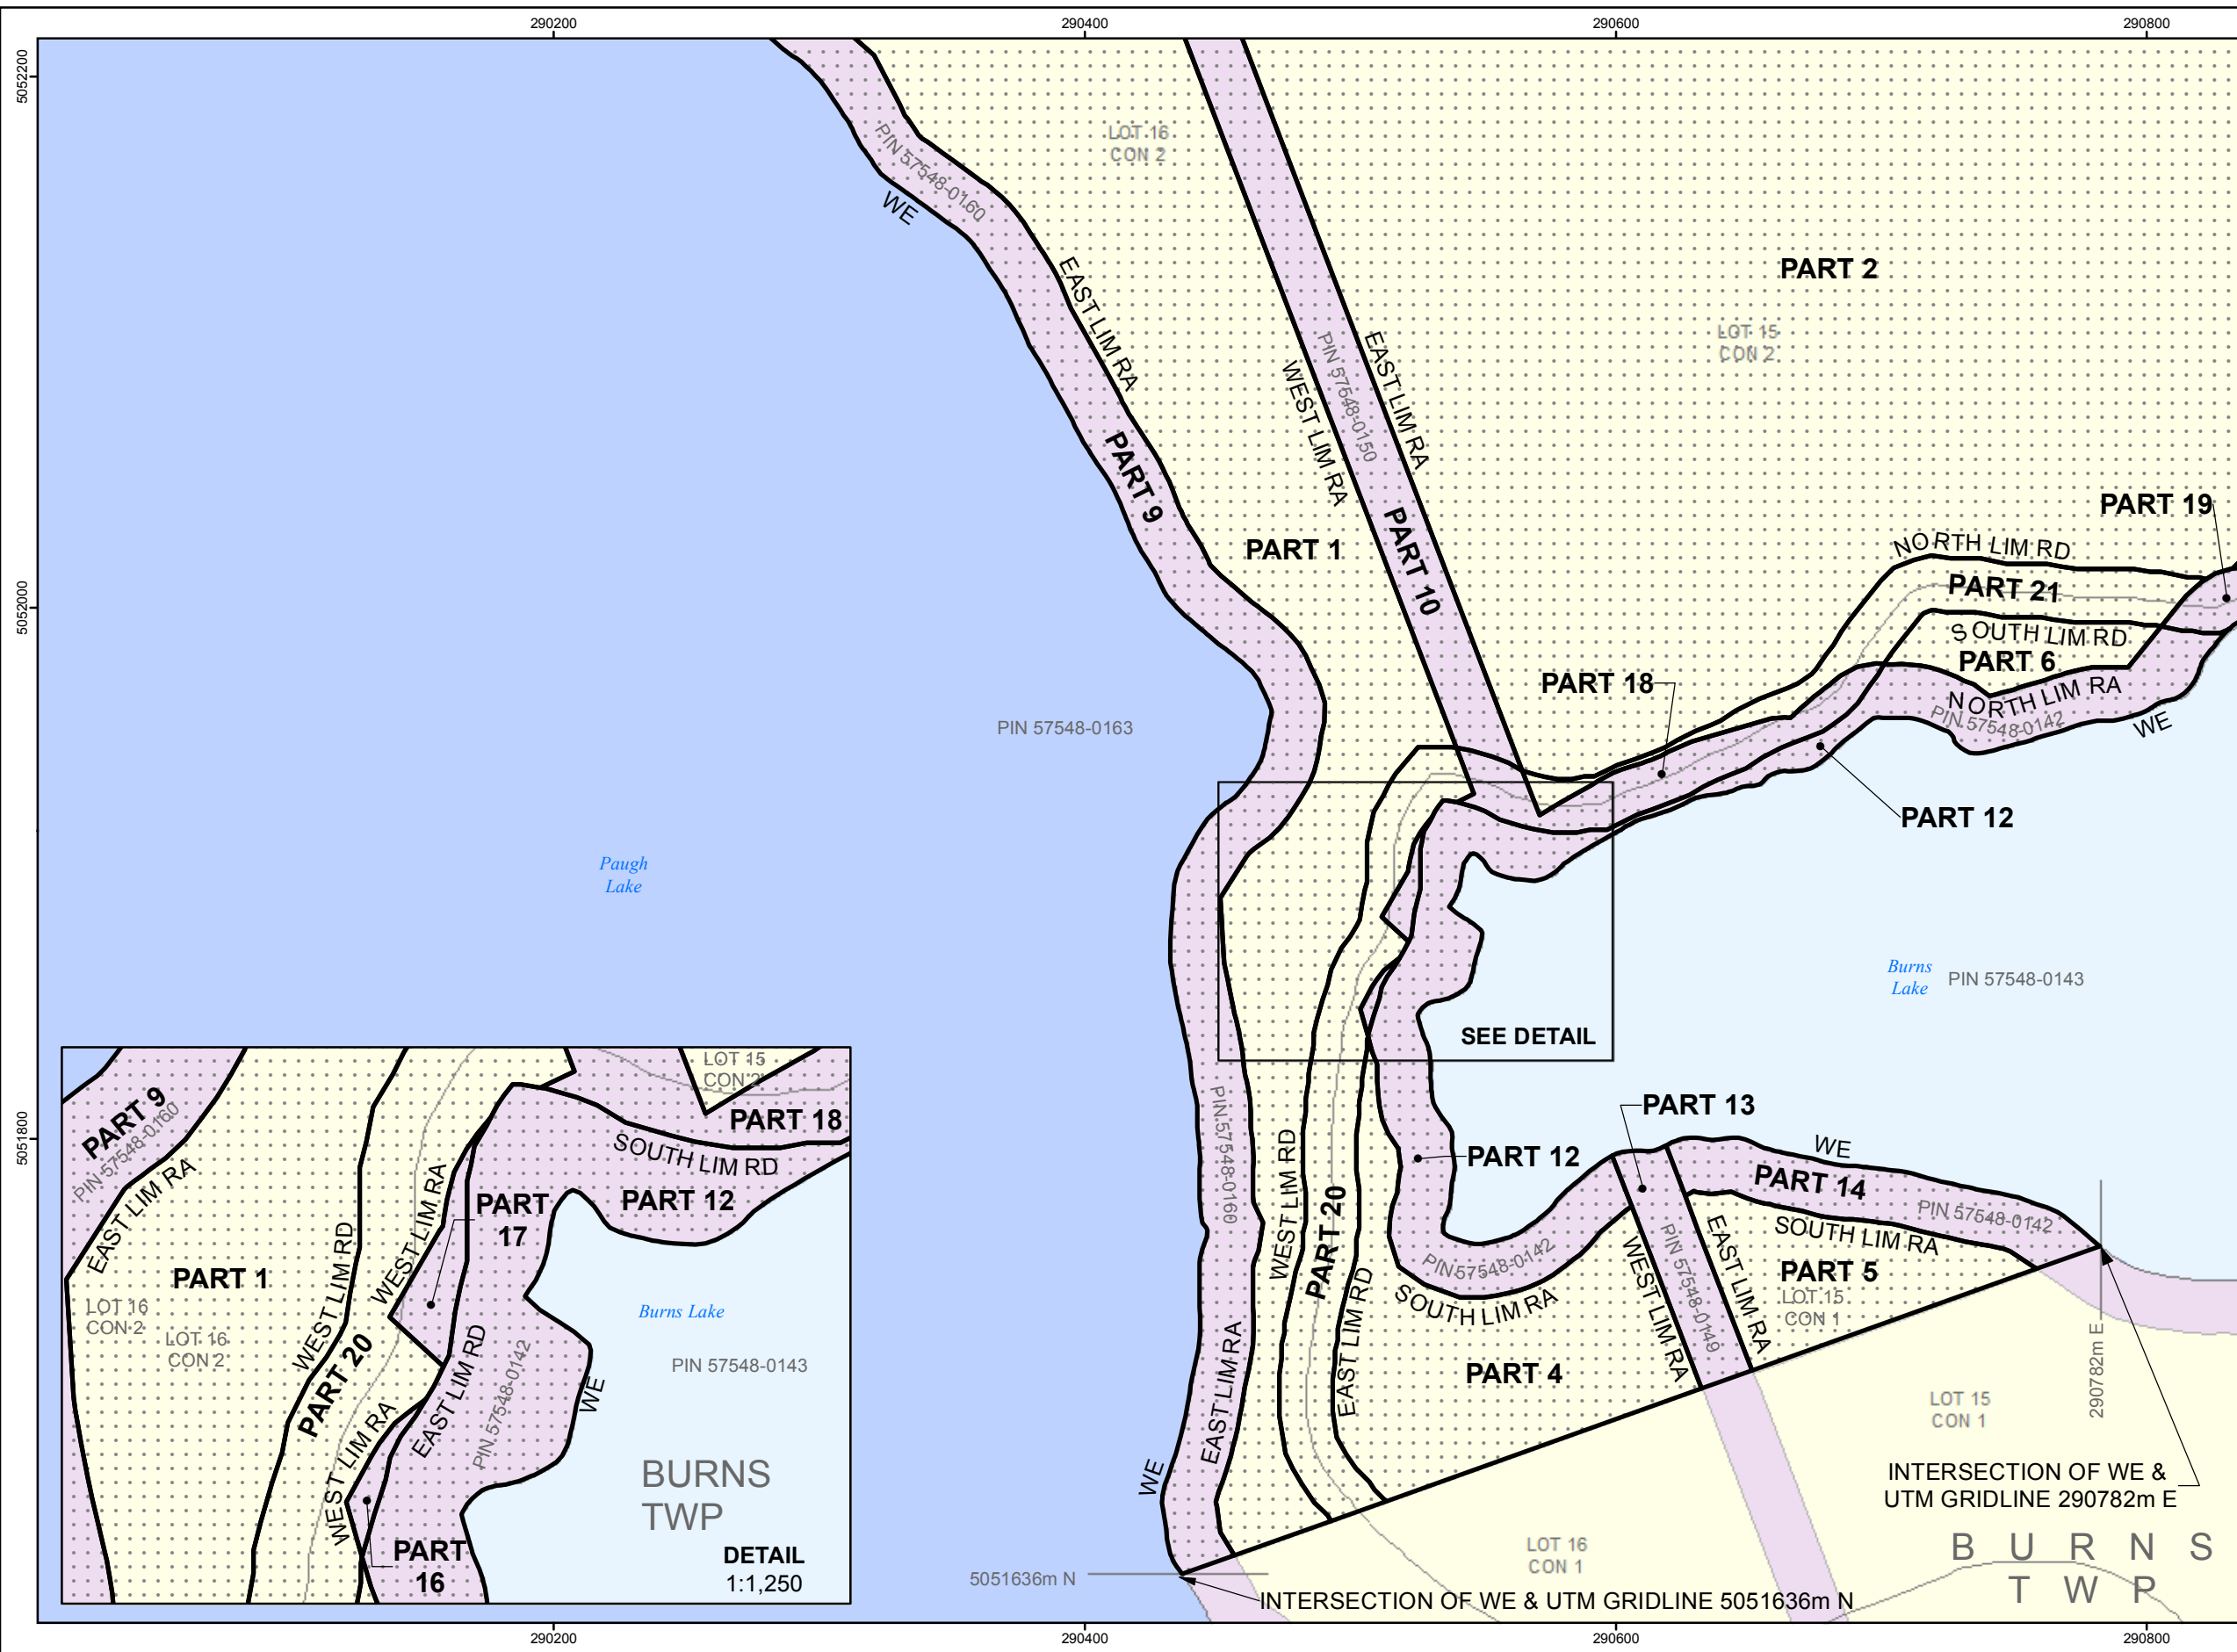 290200
290400
290600
290800
5052200
5052000
5051800
LOT 16
CON 2
PIN 57548-0160
WE
EAST LIM RA
PART 9
PART 2
LOT 15
CON 2
PIN 57548-0150
EAST LIM RA
WEST LIM RA
PART 10
PART 1
PART 19
NORTH LIM RD
PART 21
SOUTH LIM RD
PART 6
NORTH LIM RA
PIN 57548-0142
WE
PART 18
PART 12
PIN 57548-0163
Paugh
Lake
Burns
Lake
PIN 57548-0143
SEE DETAIL
PART 13
WE
PART 14
PIN 57548-0142
SOUTH LIM RA
PART 5
LOT 15
CON 1
PART 12
PIN 57548-0142
SOUTH LIM RA
PIN 57548-0160
WEST LIM RD
PART 20
EAST LIM RD
EAST LIM RA
WE
PART 4
WEST LIM RA
PIN 57548-0149
EAST LIM RA
290782m E
LOT 15
CON 1
INTERSECTION OF WE &
UTM GRIDLINE 290782m E
LOT 16
CON 1
BURNS
TWP
5051636m N
INTERSECTION OF WE & UTM GRIDLINE 5051636m N
PART 9
PIN 57548-0160
EAST LIM RA
LOT 15
CON 2
PART 18
SOUTH LIM RD
PART 12
PART
17
WEST LIM RA
PART 1
LOT 16
CON 2
LOT 16
CON 2
WEST LIM RD
PART 20
WEST LIM RA
EAST LIM RD
PIN 57548-0142
WE
Burns Lake
PIN 57548-0143
PART
16
BURNS
TWP
DETAIL
1:1,250
290200
290400
290600
290800